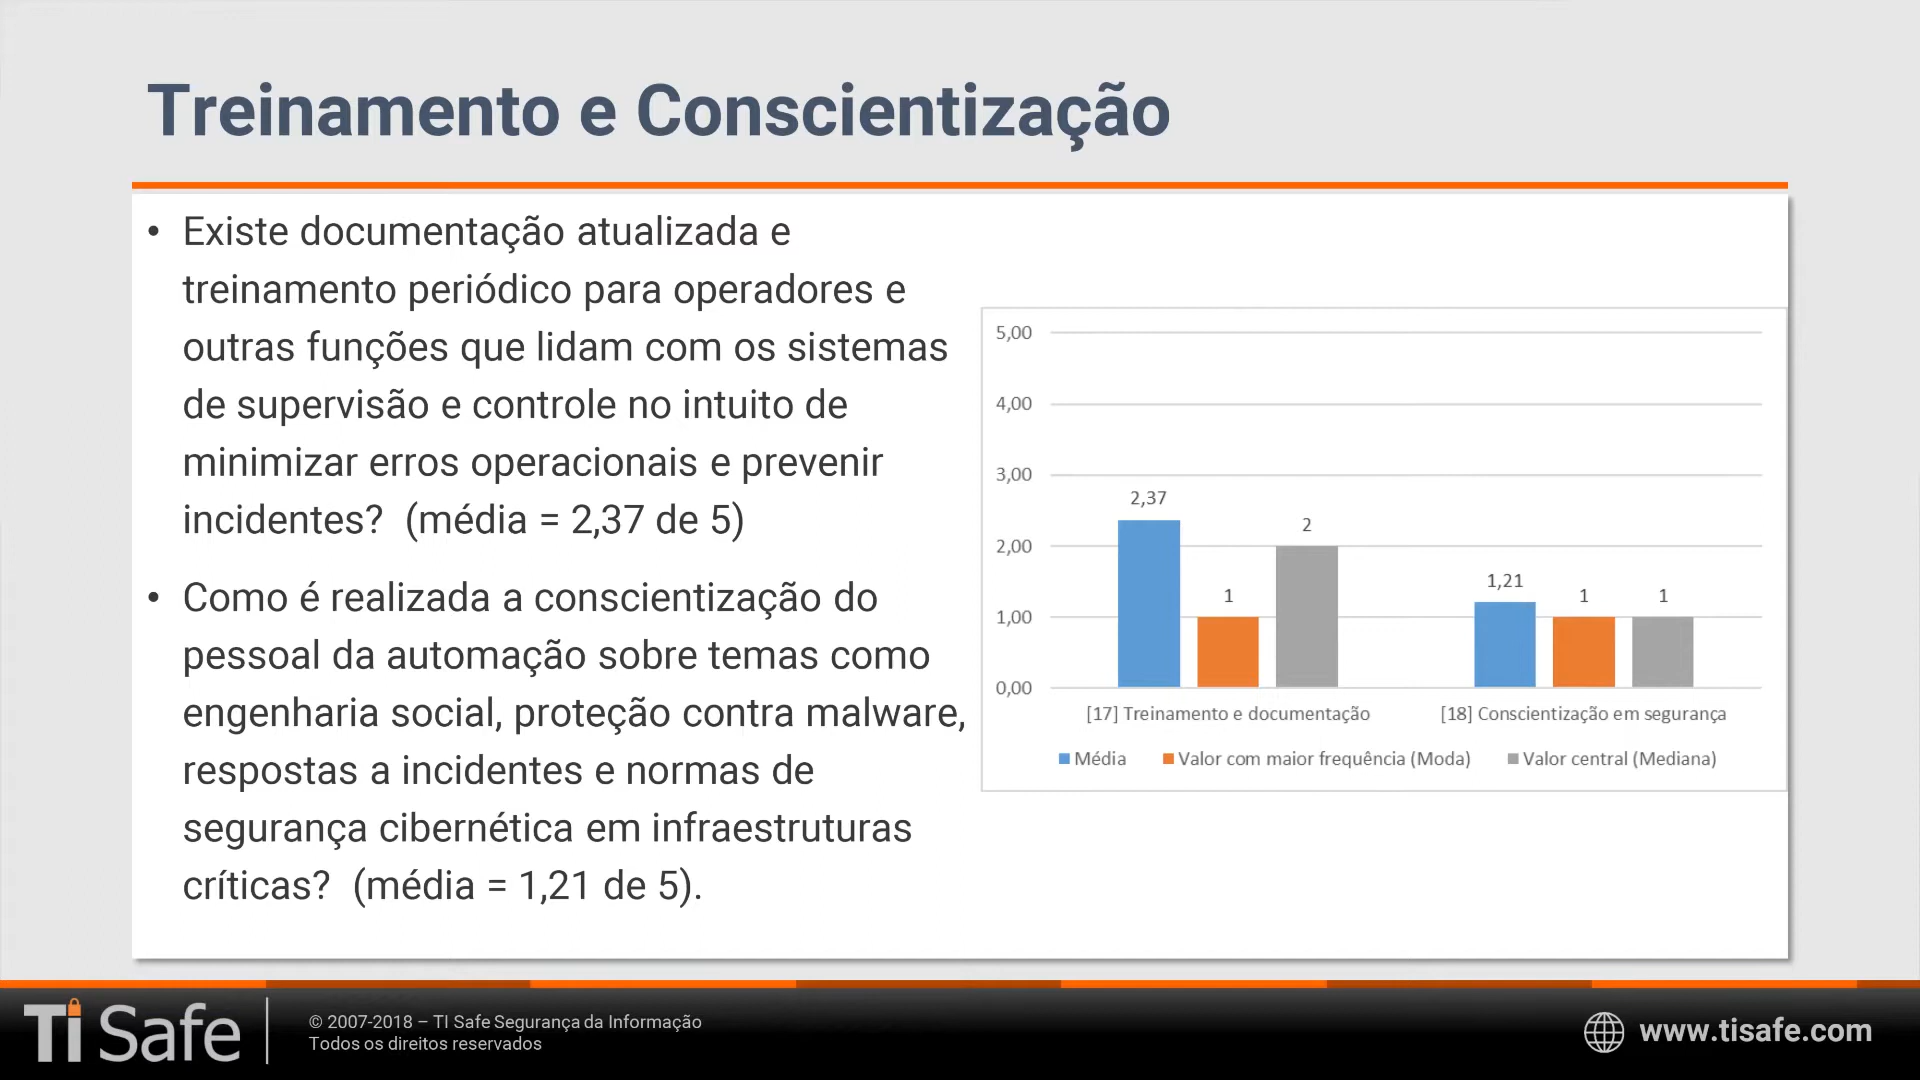 Treinamento e Conscientização
• Existe documentação atualizada e
treinamento periódico para operadores e
outras funções que lidam com os sistemas
de supervisão e controle no intuito de
minimizar erros operacionais e prevenir
incidentes?  (média = 2,37 de 5)
• Como é realizada a conscientização do
pessoal da automação sobre temas como
engenharia social, proteção contra malware,
respostas a incidentes e normas de
segurança cibernética em infraestruturas
críticas?  (média = 1,21 de 5).
5,00
4,00
3,00
2,00
1,00
0,00
2,37
1
2
1,21
1
1
[17] Treinamento e documentação
[18] Conscientização em segurança
Média
Valor com maior frequência (Moda)
Valor central (Mediana)
Ti Safe
© 2007-2018 – TI Safe Segurança da Informação
Todos os direitos reservados
www.tisafe.com